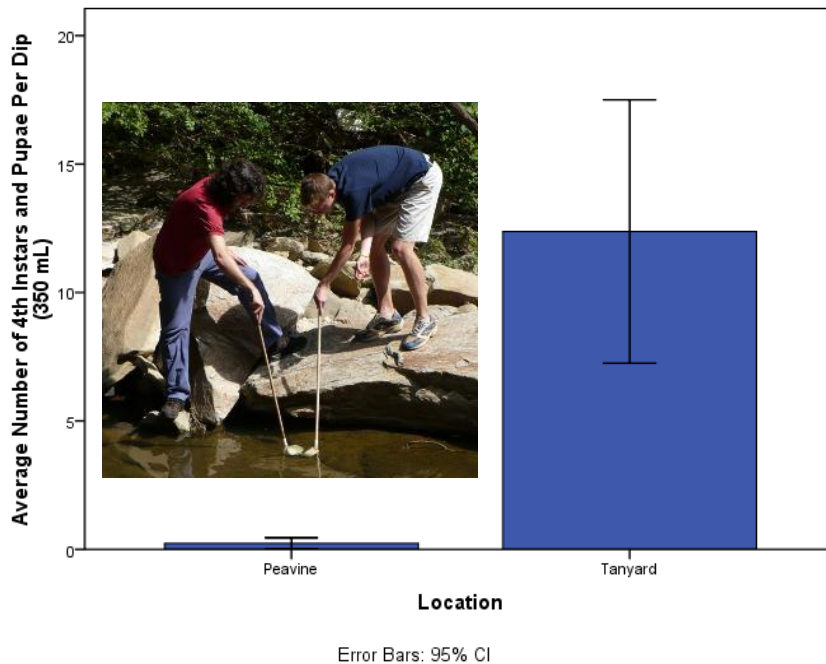 Average Number of 4th Instars and Pupae Per Dip
(350 mL)
20
15
10
5
0
Peavine
Tanyard
Location
Error Bars: 95% CI